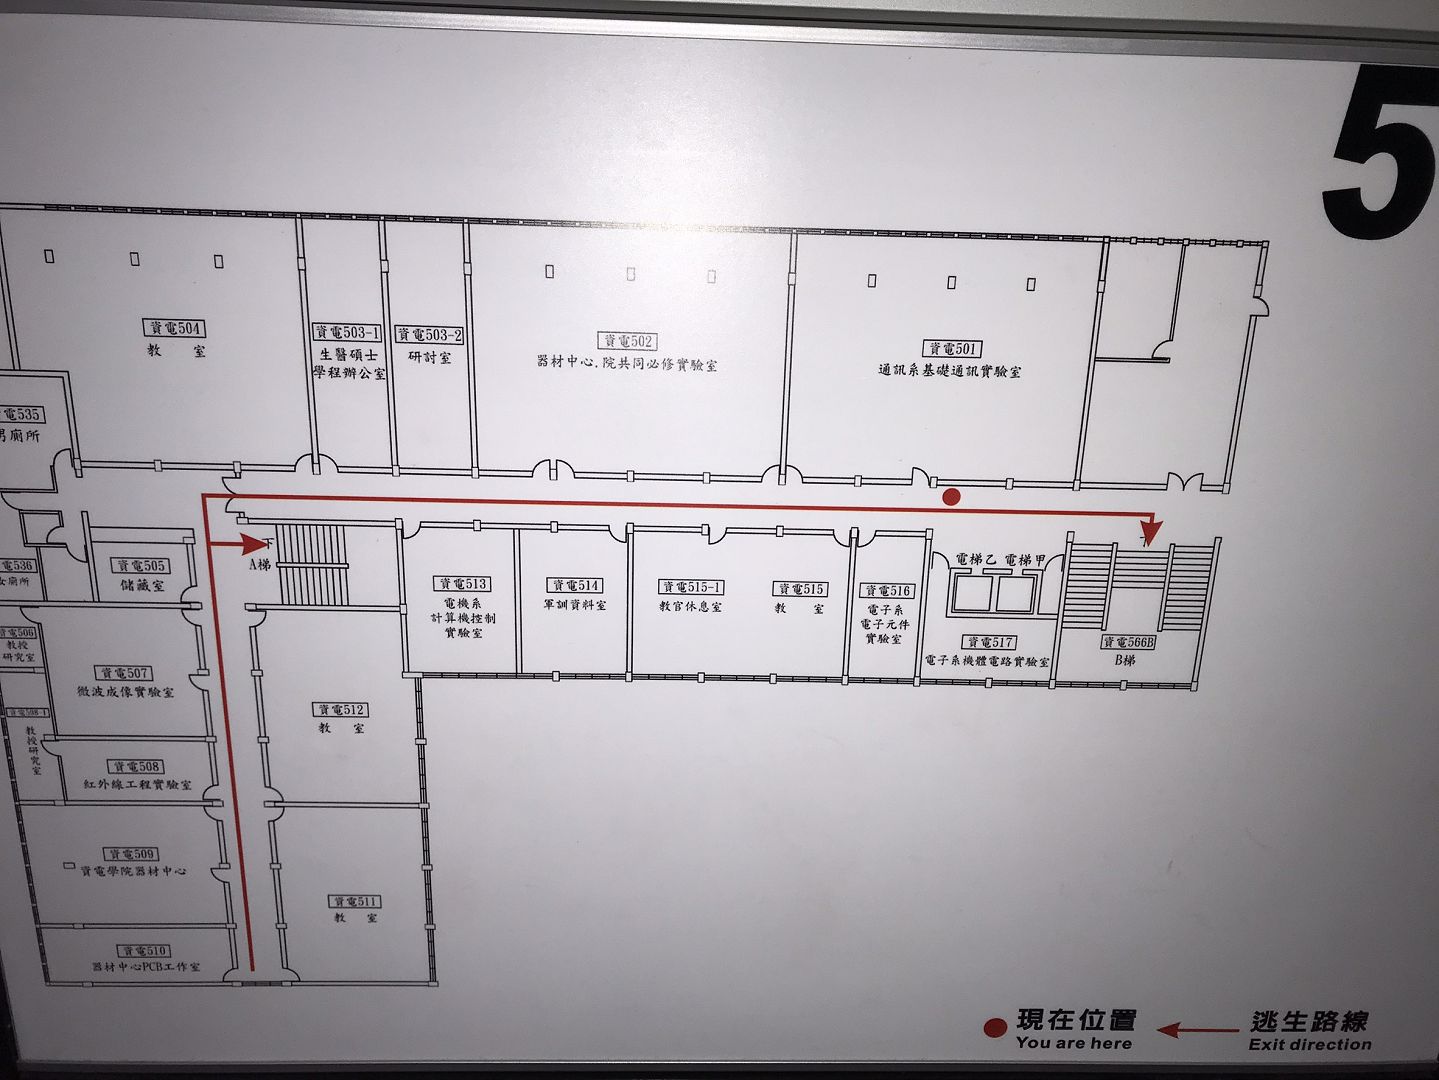 5
資電504
教 室
資電503-1
生醫碩士
學程辦公室
資電503-2
研討室
資電502
器材中心.院共同必修實驗室
資電501
通訊系基礎通訊實驗室
電535
男廁所
電536
女廁所
資電505
儲藏室
下
A梯
資電513
電機系
計算機控制
實驗室
資電514
軍訓資料室
資電515-1
教官休息室
資電515
教 室
資電516
電子系
電子元件
實驗室
電梯乙 電梯甲
資電517
電子系機體電路實驗室
下
資電566B
B梯
資電506
教授
研究室
資電507
微波成像實驗室
資電508-1
教授研究室
資電508
紅外線工程實驗室
資電512
教 室
資電509
資電學院器材中心
資電511
教 室
資電510
器材中心PCB工作室
現在位置
You are here
逃生路線
Exit direction